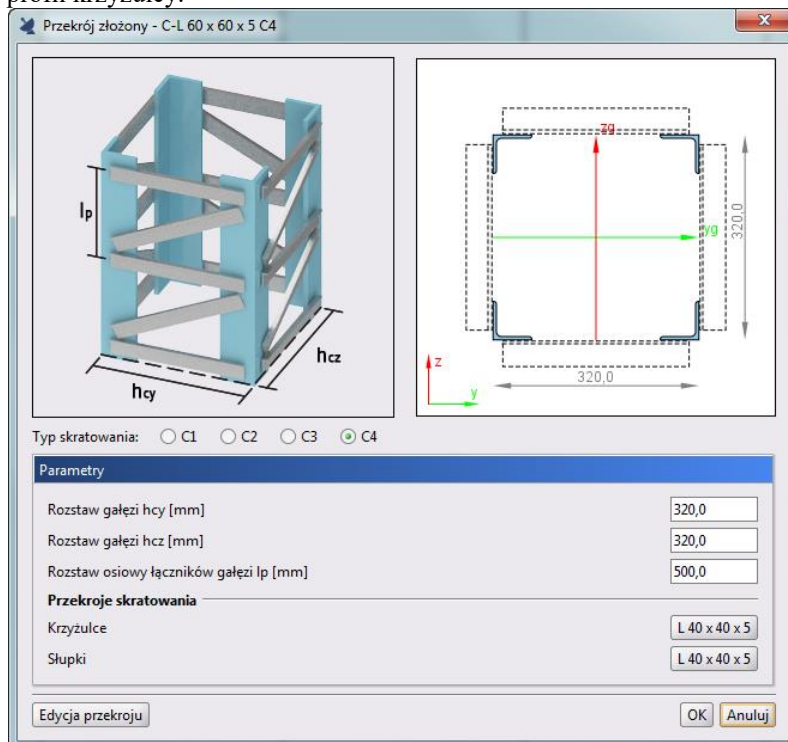 profil krzyżulcy.
Przekrój złożony - C-L 60 x 60 x 5 C4
lp
hcy
hcz
zg
yg
320,0
320,0
z
y
Typ skratowania: C1 C2 C3 C4
Parametry
Rozstaw gałęzi hcy [mm] 320,0
Rozstaw gałęzi hcz [mm] 320,0
Rozstaw osiowy łączników gałęzi lp [mm] 500,0
Przekroje skratowania
Krzyżulce L 40 x 40 x 5
Słupki L 40 x 40 x 5
Edycja przekroju OK Anuluj